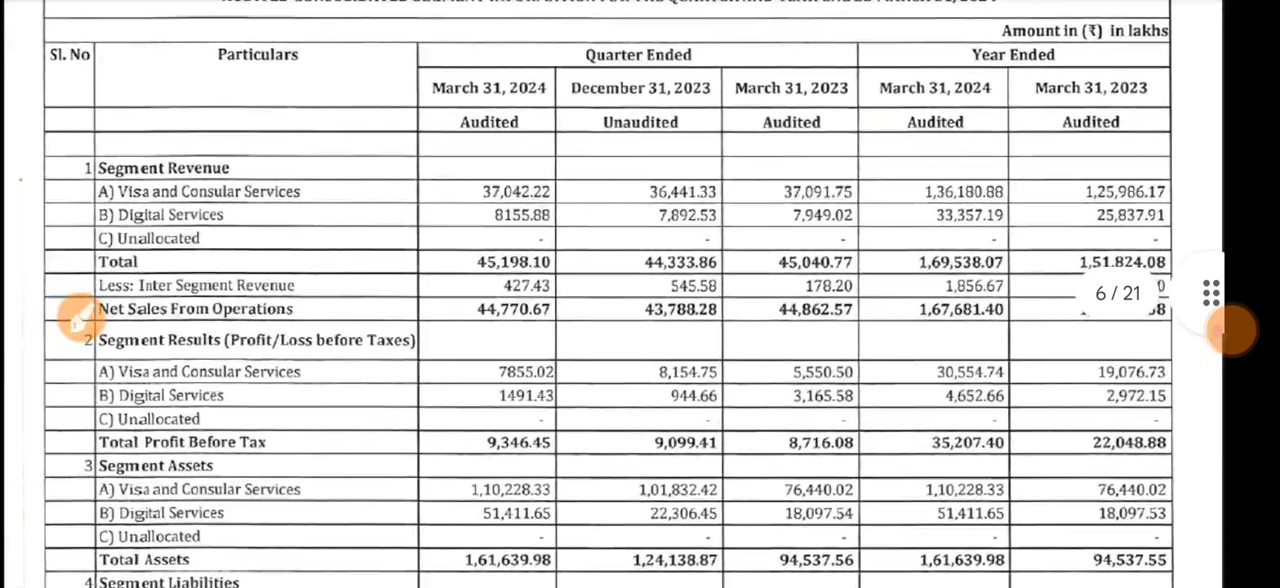 Amount in (₹) in lakhs
Sl. No Particulars Quarter Ended Year Ended
March 31, 2024 December 31, 2023 March 31, 2023 March 31, 2024 March 31, 2023
Audited Unaudited Audited Audited Audited
1 Segment Revenue
A) Visa and Consular Services 37,042.22 36,441.33 37,091.75 1,36,180.88 1,25,986.17
B) Digital Services 8155.88 7,892.53 7,949.02 33,357.19 25,837.91
C) Unallocated - - - - -
Total 45,198.10 44,333.86 45,040.77 1,69,538.07 1,51.824.08
Less: Inter Segment Revenue 427.43 545.58 178.20 1,856.67
6 / 21
Net Sales From Operations 44,770.67 43,788.28 44,862.57 1,67,681.40
2 Segment Results (Profit/Loss before Taxes)
A) Visa and Consular Services 7855.02 8,154.75 5,550.50 30,554.74 19,076.73
B) Digital Services 1491.43 944.66 3,165.58 4,652.66 2,972.15
C) Unallocated - - - - -
Total Profit Before Tax 9,346.45 9,099.41 8,716.08 35,207.40 22,048.88
3 Segment Assets
A) Visa and Consular Services 1,10,228.33 1,01,832.42 76,440.02 1,10,228.33 76,440.02
B) Digital Services 51,411.65 22,306.45 18,097.54 51,411.65 18,097.53
C) Unallocated - - - - -
Total Assets 1,61,639.98 1,24,138.87 94,537.56 1,61,639.98 94,537.55
4 Segment Liabilities